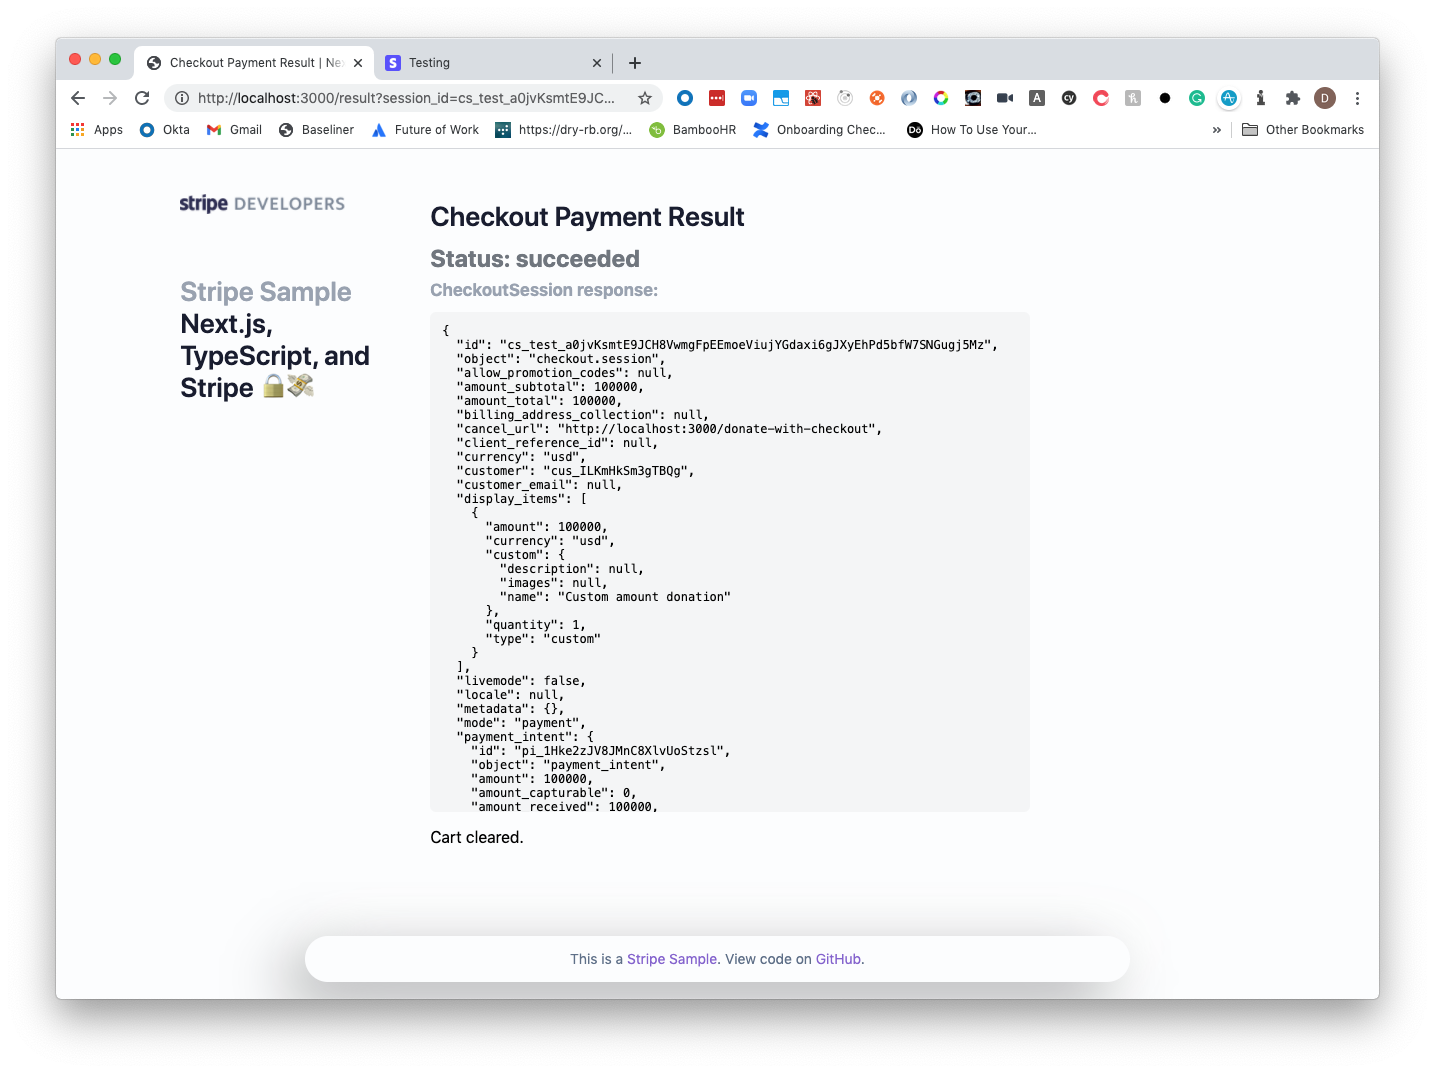 Checkout Payment Result | Ne
Testing
http://localhost:3000/result?session_id=cs_test_a0jvKsmtE9JC...
Apps Okta Gmail Baseliner Future of Work https://dry-rb.org/... BambooHR Onboarding Chec... How To Use Your... » Other Bookmarks
stripe DEVELOPERS
Stripe Sample
Next.js,
TypeScript, and
Stripe 🔒💸
Checkout Payment Result
Status: succeeded
CheckoutSession response:
{
"id": "cs_test_a0jvKsmtE9JCH8VwmgFpEEmoeViujYGdaxi6gJXyEhPd5bfW7SNGugj5Mz",
"object": "checkout.session",
"allow_promotion_codes": null,
"amount_subtotal": 100000,
"amount_total": 100000,
"billing_address_collection": null,
"cancel_url": "http://localhost:3000/donate-with-checkout",
"client_reference_id": null,
"currency": "usd",
"customer": "cus_ILKmHkSm3gTBQg",
"customer_email": null,
"display_items": [
{
"amount": 100000,
"currency": "usd",
"custom": {
"description": null,
"images": null,
"name": "Custom amount donation"
},
"quantity": 1,
"type": "custom"
}
],
"livemode": false,
"locale": null,
"metadata": {},
"mode": "payment",
"payment_intent": {
"id": "pi_1Hke2zJV8JMnC8XlvUoStzsl",
"object": "payment_intent",
"amount": 100000,
"amount_capturable": 0,
"amount_received": 100000,
Cart cleared.
This is a Stripe Sample. View code on GitHub.